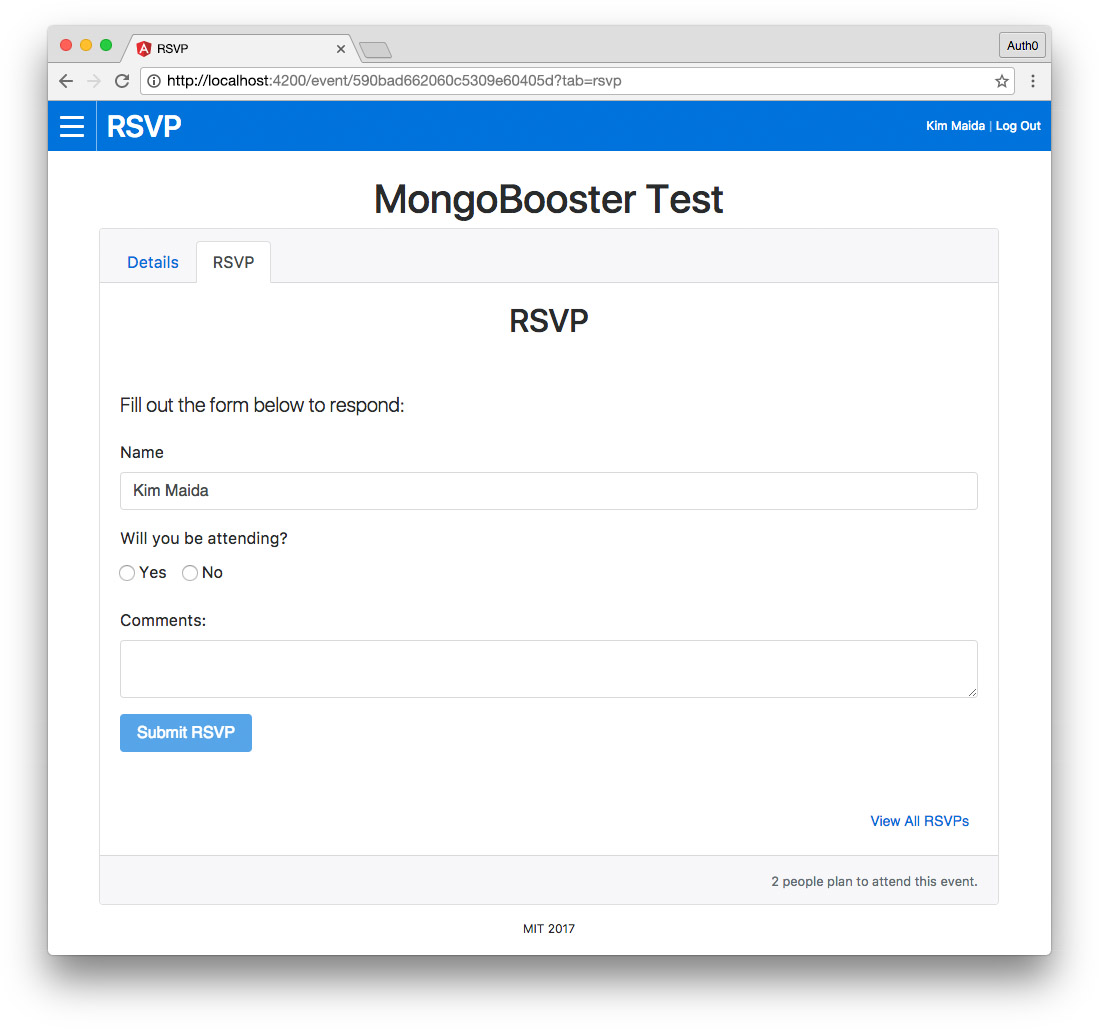 RSVP
Auth0
http://localhost:4200/event/590bad662060c5309e60405d?tab=rsvp
RSVP
Kim Maida | Log Out
MongoBooster Test
Details
RSVP
RSVP
Fill out the form below to respond:
Name
Kim Maida
Will you be attending?
Yes No
Comments:
Submit RSVP
View All RSVPs
2 people plan to attend this event.
MIT 2017